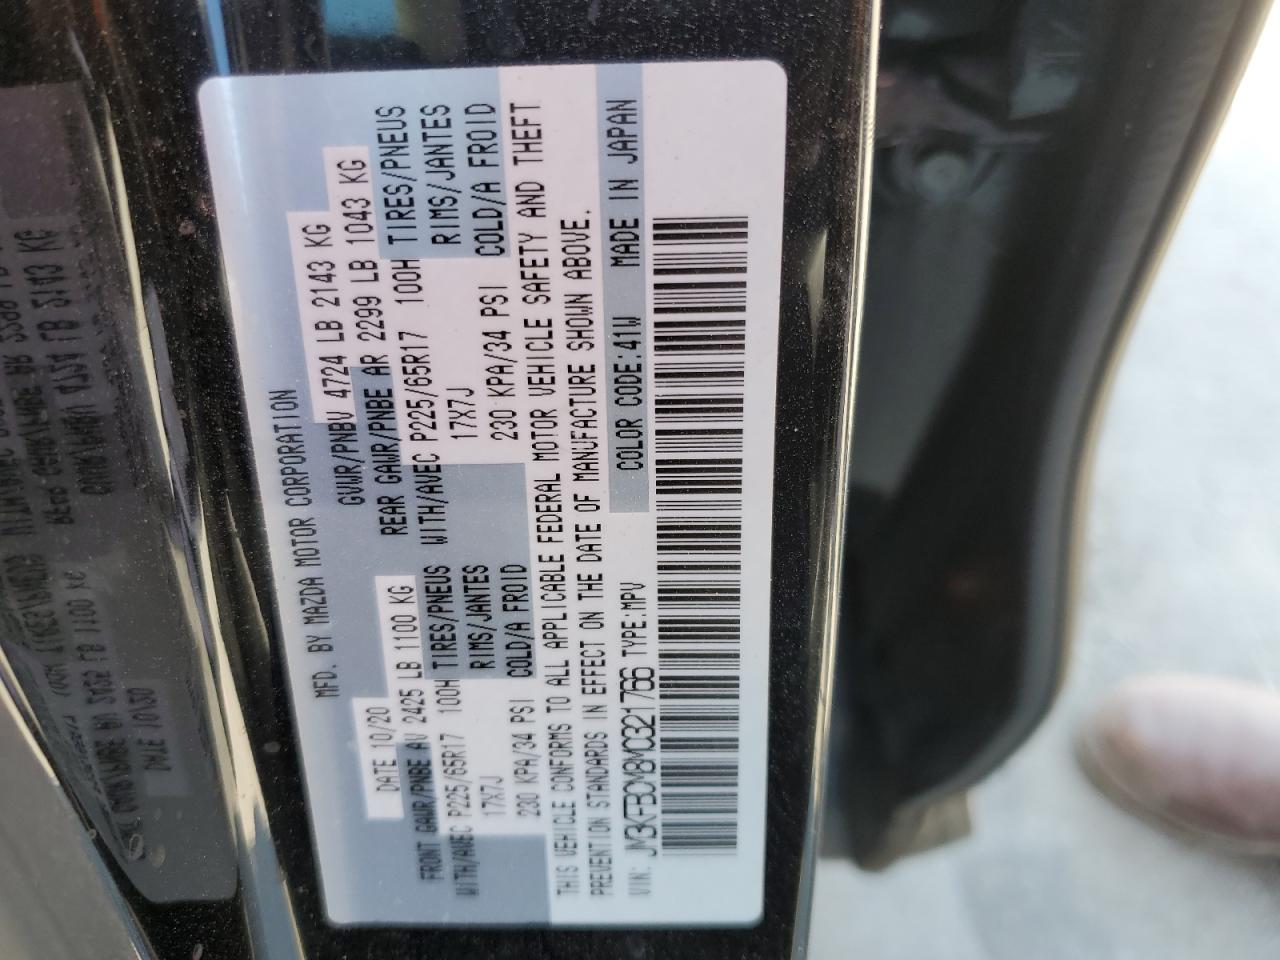 MFD. BY MAZDA MOTOR CORPORATION
DATE 10/20
GVWR/PNBV 4724 LB 2143 KG
FRONT GAWR/PNBE AV 2425 LB 1100 KG
REAR GAWR/PNBE AR 2299 LB 1043 KG
WITH/AVEC P225/65R17 100H TIRES/PNEUS
WITH/AVEC P225/65R17 100H TIRES/PNEUS
17X7J RIMS/JANTES
17X7J RIMS/JANTES
230 KPA/34 PSI COLD/A FROID
230 KPA/34 PSI COLD/A FROID
THIS VEHICLE CONFORMS TO ALL APPLICABLE FEDERAL MOTOR VEHICLE SAFETY AND THEFT
PREVENTION STANDARDS IN EFFECT ON THE DATE OF MANUFACTURE SHOWN ABOVE.
VIN: JM3KFBCM8M0321766 TYPE:MPV COLOR CODE:41W MADE IN JAPAN